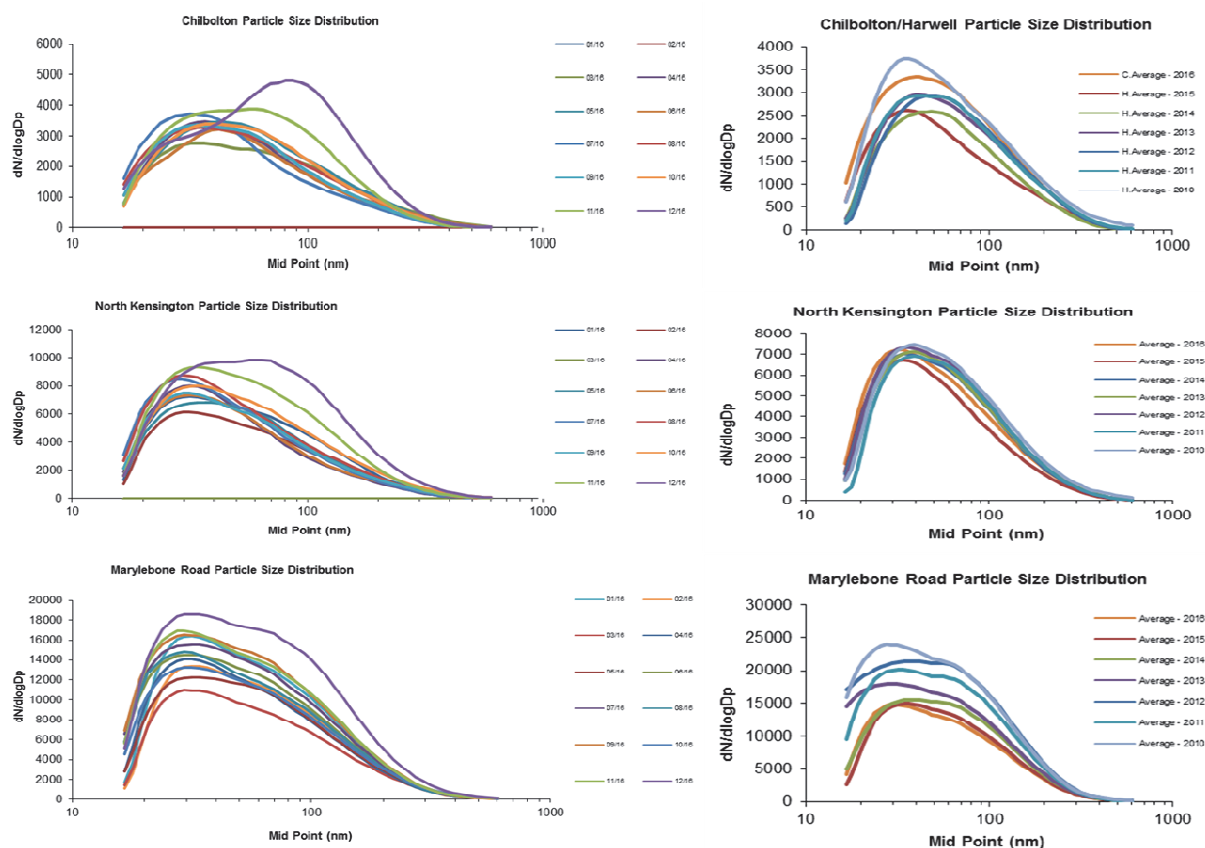 Chilbolton Particle Size Distribution
6000
5000
4000
3000
2000
1000
0
dN/dlogDp
10 100 1000
Mid Point (nm)
01/16 02/16
03/16 04/16
05/16 06/16
07/16 08/16
09/16 10/16
11/16 12/16
Chilbolton/Harwell Particle Size Distribution
4000
3500
3000
2500
2000
1500
1000
500
0
dN/dlogDp
10 100 1000
Mid Point (nm)
C.Average - 2016
H.Average - 2015
H.Average - 2014
H.Average - 2013
H.Average - 2012
H.Average - 2011
H.Average - 2010
North Kensington Particle Size Distribution
12000
10000
8000
6000
4000
2000
0
dN/dlogDp
10 100 1000
Mid Point (nm)
01/16 02/16
03/16 04/16
05/16 06/16
07/16 08/16
09/16 10/16
11/16 12/16
North Kensington Particle Size Distribution
8000
7000
6000
5000
4000
3000
2000
1000
0
dN/dlogDp
10 100 1000
Mid Point (nm)
Average - 2016
Average - 2015
Average - 2014
Average - 2013
Average - 2012
Average - 2011
Average - 2010
Marylebone Road Particle Size Distribution
20000
18000
16000
14000
12000
10000
8000
6000
4000
2000
0
dN/dlogDp
10 100 1000
Mid Point (nm)
01/16 02/16
03/16 04/16
05/16 06/16
07/16 08/16
09/16 10/16
11/16 12/16
Marylebone Road Particle Size Distribution
30000
25000
20000
15000
10000
5000
0
dN/dlogDp
10 100 1000
Mid Point (nm)
Average - 2016
Average - 2015
Average - 2014
Average - 2013
Average - 2012
Average - 2011
Average - 2010